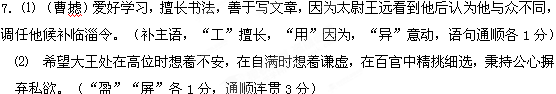 7. (1) (曹摅) 爱好学习，擅长书法，善于写文章，因为太尉王远看到他后认为他与众不同，
调任他候补临淄令。（补主语，“工”擅长，“用”因为，“异”意动，语句通顺各 1 分）
(2) 希望大王处在高位时想着不安，在自满时想着谦虚，在百官中精挑细选，秉持公心摒
弃私欲。（“盈”“屏”各 1 分，通顺连贯 3 分）